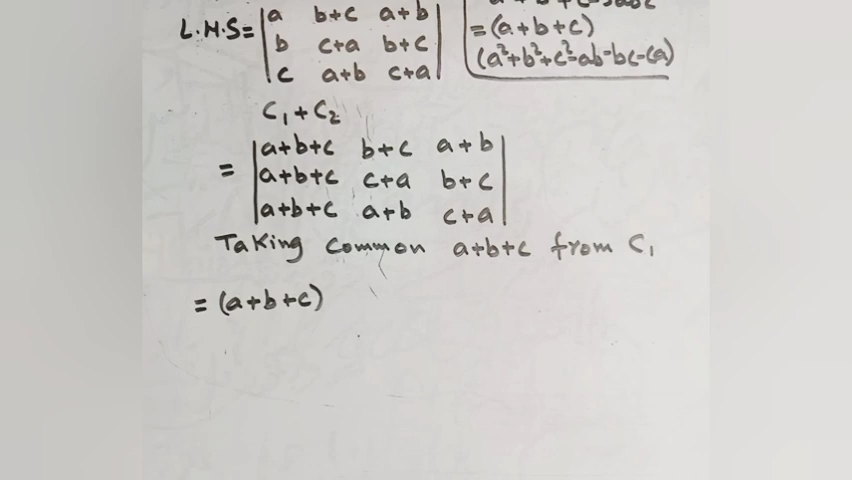 L.H.S= |a b+c a+b|
|b c+a b+c|
|c a+b c+a|
=(a+b+c)
(a²+b²+c²-ab-bc-ca)
C₁+C₂
= |a+b+c b+c a+b|
|a+b+c c+a b+c|
|a+b+c a+b c+a|
Taking common a+b+c from C₁
= (a+b+c)